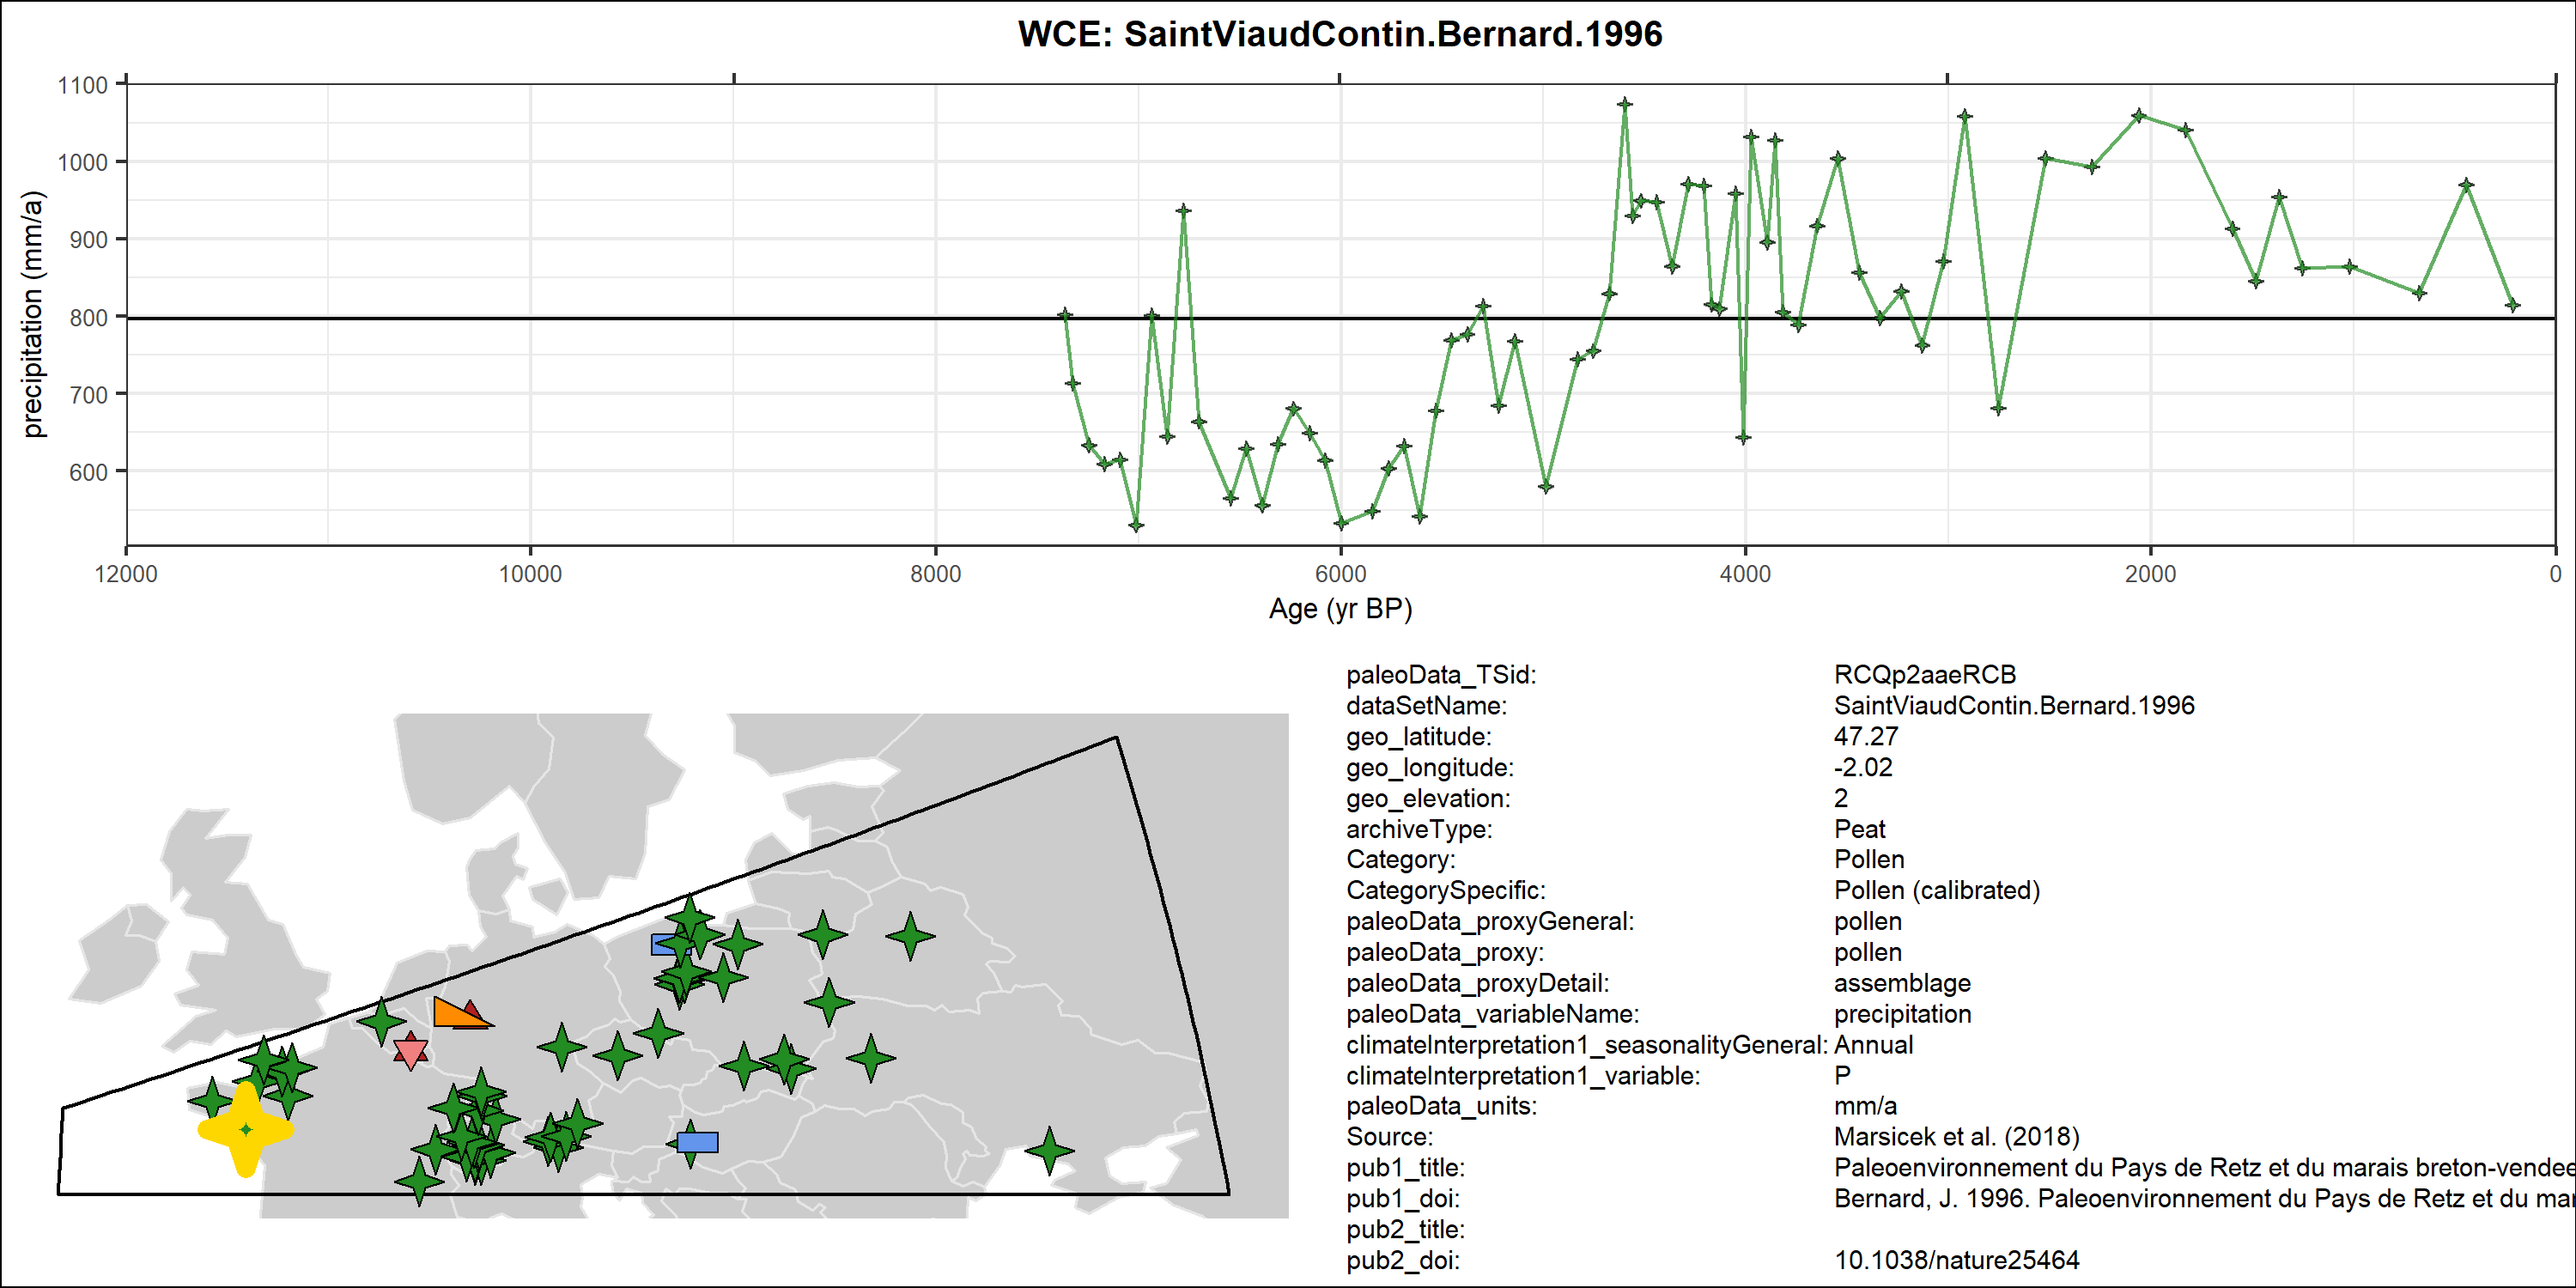 WCE: SaintViaudContin.Bernard.1996
precipitation (mm/a)
1100
1000
900
800
700
600
12000 10000 8000 6000 4000 2000 0
Age (yr BP)
paleoData_TSid: RCQp2aaeRCB
dataSetName: SaintViaudContin.Bernard.1996
geo_latitude: 47.27
geo_longitude: -2.02
geo_elevation: 2
archiveType: Peat
Category: Pollen
CategorySpecific: Pollen (calibrated)
paleoData_proxyGeneral: pollen
paleoData_proxy: pollen
paleoData_proxyDetail: assemblage
paleoData_variableName: precipitation
climateInterpretation1_seasonalityGeneral: Annual
climateInterpretation1_variable: P
paleoData_units: mm/a
Source: Marsicek et al. (2018)
pub1_title: Paleoenvironnement du Pays de Retz et du marais breton-vendee
pub1_doi: Bernard, J. 1996. Paleoenvironnement du Pays de Retz et du mar
pub2_title:
pub2_doi: 10.1038/nature25464